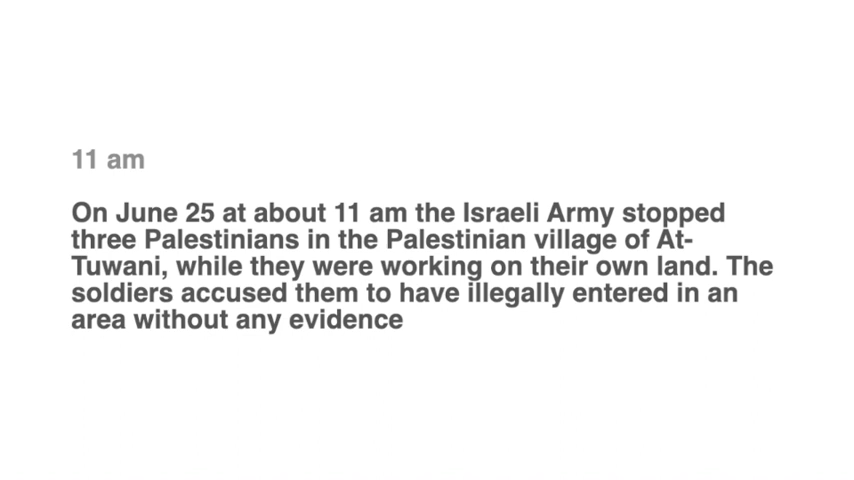 11 am
On June 25 at about 11 am the Israeli Army stopped
three Palestinians in the Palestinian village of At-
Tuwani, while they were working on their own land. The
soldiers accused them to have illegally entered in an
area without any evidence